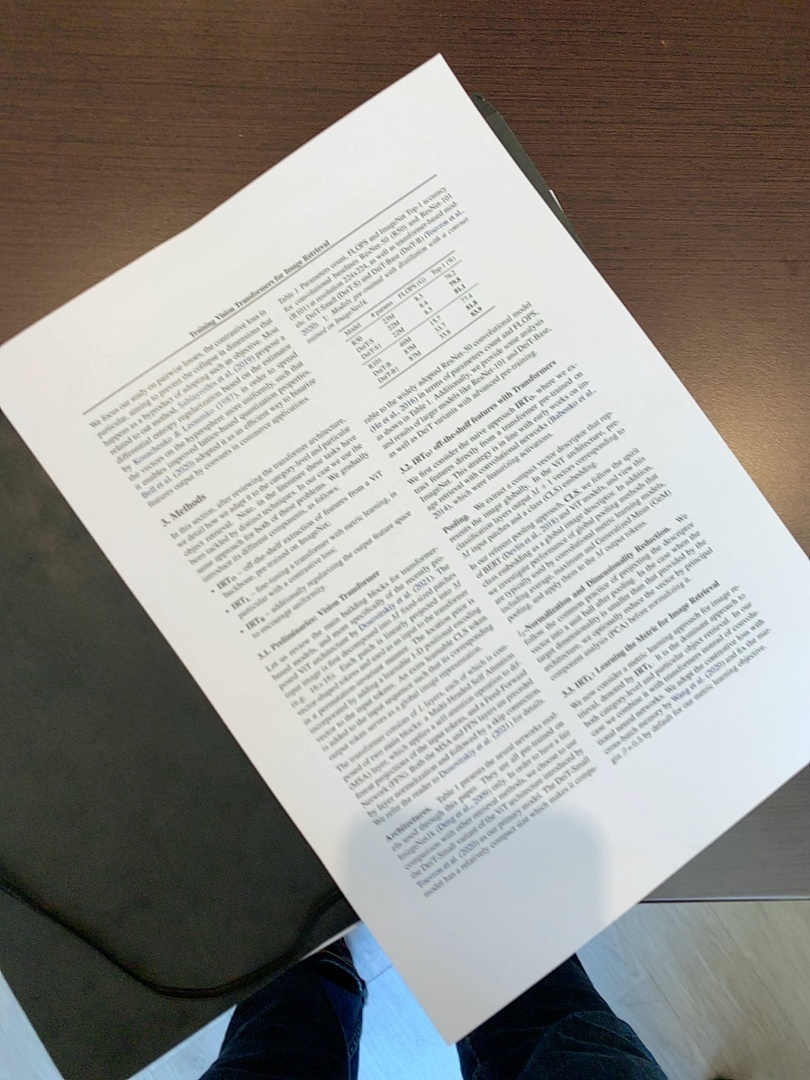 Training Vision Transformers for Image Retrieval
We focus our study on pairwise losses, the contrastive loss in
particular, aiming to prevent the collapse in dimensions that
happens as a byproduct of adopting such an objective. Most
related to our method, Sablayrolles et al. (2019) propose a
differential entropy regularization based on the estimator
by Kozachenko & Leonenko (1987), in order to spread
the vectors on the hypersphere more uniformly, such that
it enables improved lattice-based quantization properties.
Bell et al. (2020) adopted it as an efficient way to binarize
features output by convnets in commerce applications.
3. Methods
In this section, after reviewing the transformer architecture,
we describe how we adapt it to the category-level and particular
object retrieval. Note, in the literature these tasks have
been tackled by distinct techniques. In our case we use the
same approach for both of these problems. We gradually
introduce its different components, as follows:
• IRTO – off-the-shelf extraction of features from a ViT
backbone, pre-trained on ImageNet;
• IRTL – fine-tuning a transformer with metric learning, in
particular with a contrastive loss;
• IRTR – additionally regularizing the output feature space
to encourage uniformity.
3.1. Preliminaries: Vision Transformer
Let us review the main building blocks for transformer-
based models, and more specifically of the recently pro-
posed ViT architecture by Dosovitskiy et al. (2021). The
input image is first decomposed into M fixed-sized patches
(e.g. 16×16). Each patch is linearly projected into M
vector-shaped tokens and used as an input to the transformer
in a permutation-invariant manner. The location prior is
incorporated by adding a learnable 1-D positional encoding
vector to the input tokens. An extra learnable CLS token
is added to the input sequence such that its corresponding
output token serves as a global image representation.
The transformer consists of L layers, each of which is com-
posed of two main blocks: a Multi-Headed Self Attention
(MSA) layer, which applies a self-attention operation to dif-
ferent projections of the input tokens, and a Feed-Forward
Network (FFN). Both the MSA and FFN layers are preceded
by layer normalization and followed by a skip connection.
We refer the reader to Dosovitskiy et al. (2021) for details.
Architectures. Table 1 presents the neural networks mod-
els used through this paper. They are all pre-trained on
ImageNet1k (Deng et al., 2009) only. In order to have a fair
comparison with other retrieval methods, we choose to use
the DeiT-Small variant of the ViT architecture introduced by
Touvron et al. (2020) as our primary model. The DeiT-Small
model has a relatively compact size which makes it compa-
Table 1. Parameters count, FLOPS and ImageNet Top-1 accuracy
for convolutional baselines ResNet-50 (R50) and ResNet-101
(R101) at resolution 224x224, as well as transformer-based mod-
els, DeiT-Small (DeiT-S) and DeiT-Base (DeiT-B) (Touvron et al.,
2020). ‡: Models pre-trained with distillation with a convnet
trained on ImageNet1k.
Model # params FLOPS (G) Top-1 (%)
R50 23M 8.3 76.2
DeiT-S 22M 8.4 79.8
DeiT-S‡ 22M 8.5 81.1
R101 46M 15.7 77.4
DeiT-B 87M 33.7 81.8
DeiT-B‡ 87M 33.8 83.9
rable to the widely adopted ResNet-50 convolutional model
(He et al., 2016) in terms of parameters count and FLOPS,
as shown in Table 1. Additionally, we provide some analysis
and results of larger models like ResNet-101 and DeiT-Base,
as well as DeiT variants with advanced pre-training.
3.2. IRTO: off-the-shelf features with Transformers
We first consider the naive approach IRTO, where we ex-
tract features directly from a transformer pre-trained on
ImageNet. This strategy is in line with early works on im-
age retrieval with convolutional networks (Babenko et al.,
2014), which were featurizing activations.
Pooling. We extract a compact vector descriptor that rep-
resents the image globally. In the ViT architecture, pre-
classification layers output M + 1 vectors corresponding to
M input patches and a class (CLS) embedding.
In our referent pooling approach, CLS, we follow the spirit
of BERT (Devlin et al., 2018) and ViT models, and view this
class embedding as a global image descriptor. In addition,
we investigate performance of global pooling methods that
are typically used by convolutional metric learning models,
including average, maximum and Generalized Mean (GeM)
pooling, and apply them to the M output tokens.
l2-Normalization and Dimensionality Reduction. We
follow the common practice of projecting the descriptor
vector into a unit ball after pooling. In the case when the
target dimensionality is smaller than that provided by the
architecture, we optionally reduce the vector by principal
component analysis (PCA) before normalizing it.
3.3. IRTL: Learning the Metric for Image Retrieval
We now consider a metric learning approach for image re-
trieval, denoted by IRTL. It is the dominant approach to
both category-level and particular object retrieval. In our
case we combine it with transformers instead of convolu-
tional neural networks. We adopt the contrastive loss with
cross-batch memory by Wang et al. (2020) and fix the mar-
gin β = 0.5 by default for our metric learning objective.